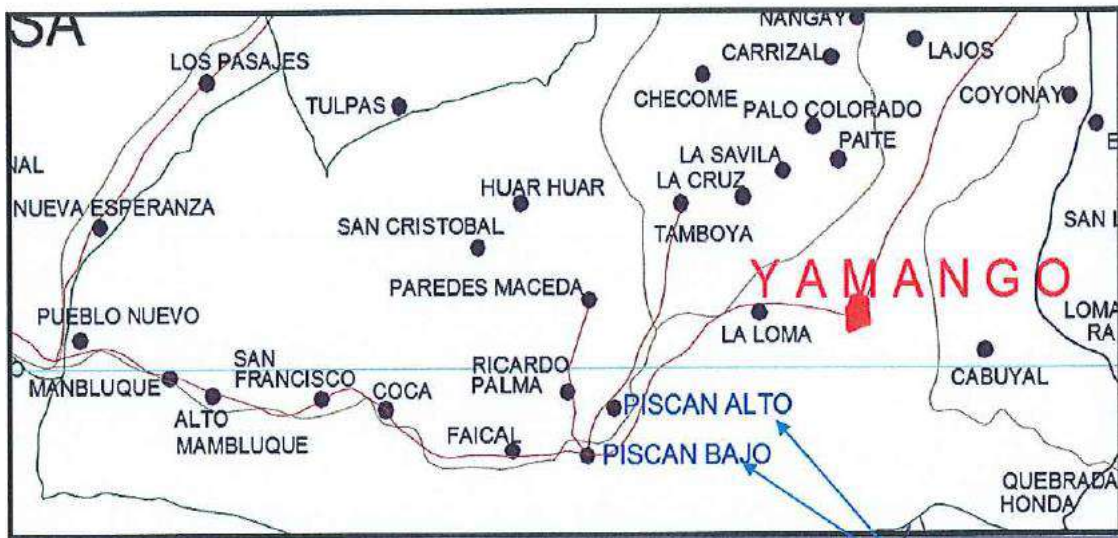 SA
NANGAY
LAJOS
CARRIZAL
LOS PASAJES
CHECOME
COYONAY
TULPAS
PALO COLORADO
PAITE
E
NAL
LA SAVILA
HUAR HUAR
LA CRUZ
NUEVA ESPERANZA
SAN CRISTOBAL
TAMBOYA
SAN L
YAMANGO
PAREDES MACEDA
LOMA
RA
PUEBLO NUEVO
LA LOMA
SAN
FRANCISCO
RICARDO
PALMA
CABUYAL
MANBLUQUE
COCA
PISCAN ALTO
ALTO
MAMBLUQUE
FAICAL
PISCAN BAJO
QUEBRADA
HONDA